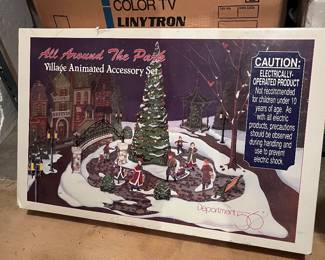 COLOR TV
LINYTRON
All Around The Park
Village Animated Accessory Set
CAUTION:
ELECTRICALLY-
OPERATED PRODUCT
Not recommended
for children under 10
years of age. As
with all electric
products, precautions
should be observed
during handling and
use to prevent
electric shock.
Department 56